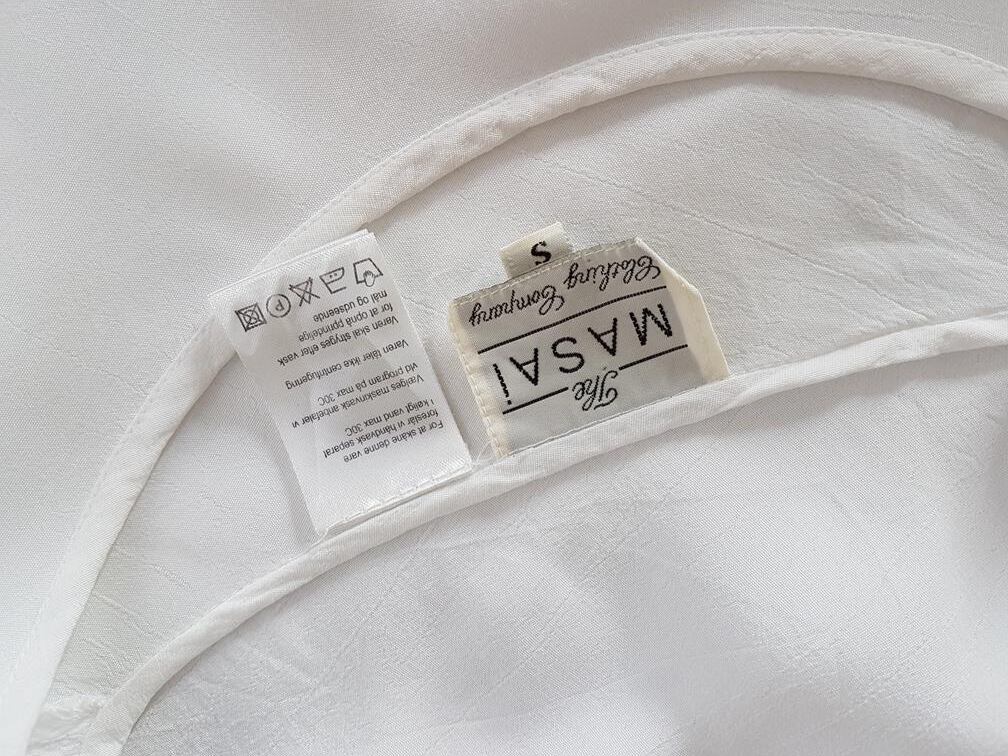 The
MASAI
Clothing Company
S
For at skåne denne vare
foreslår vi håndvask separat
i køligt vand max 30C
Vælges maskinvask anbefaler vi
vid program på max 30C
Varen tåler ikke centrifugering
Varen skal stryges efter vask
for at opnå pprindelige
mål og udseende
P